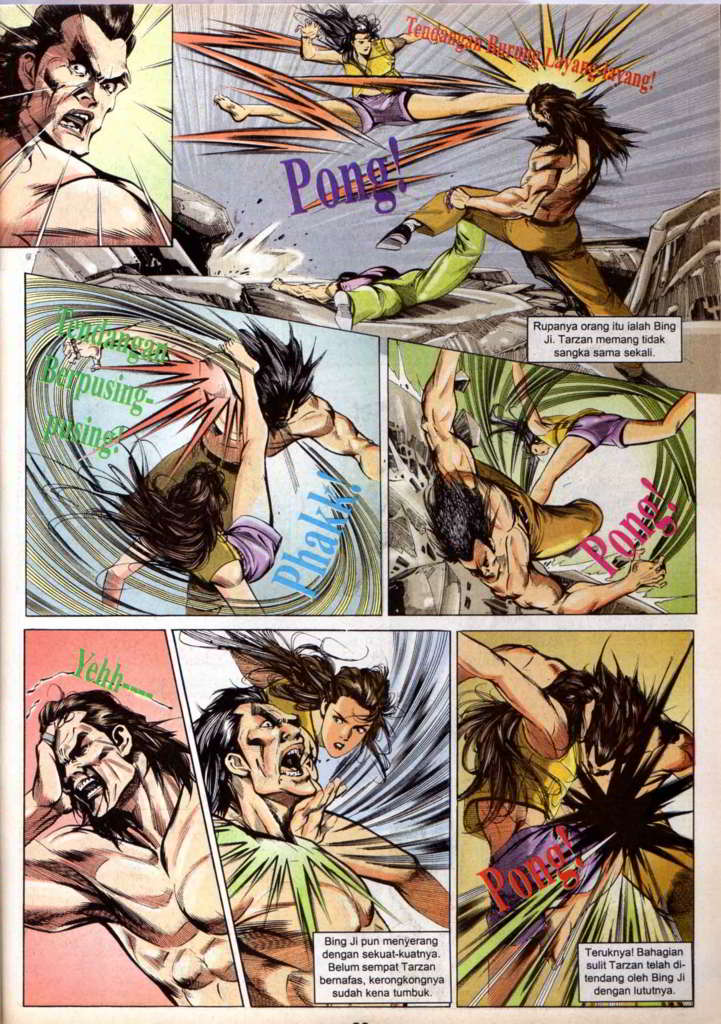 Tendangan Burung Layang-layang!
Pong!
Rupanya orang itu ialah Bing
Ji. Tarzan memang tidak
sangka sama sekali.
Tendangan
Berpusing-
pusing!
Phakk!
Pong!
Yehh----
Bing Ji pun menyerang
dengan sekuat-kuatnya.
Belum sempat Tarzan
bernafas, kerongkongnya
sudah kena tumbuk.
Pong!
Teruknya! Bahagian
sulit Tarzan telah di-
tendang oleh Bing Ji
dengan lututnya.